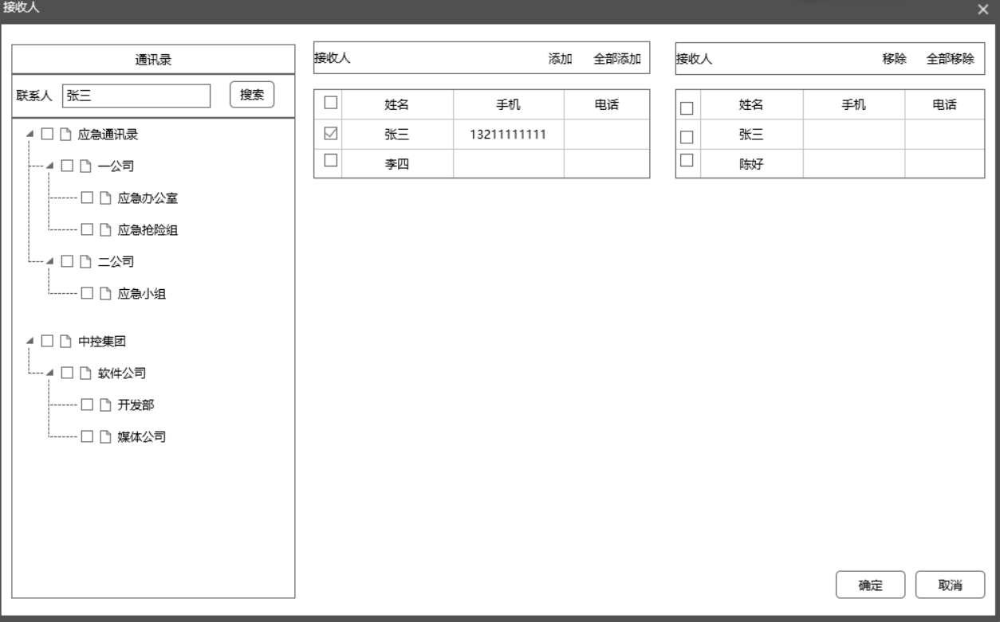 接收人
通讯录
联系人 张三 搜索
应急通讯录
一公司
应急办公室
应急抢险组
二公司
应急小组
中控集团
软件公司
开发部
媒体公司
接收人 添加 全部添加
姓名 手机 电话
张三 13211111111
李四
接收人 移除 全部移除
姓名 手机 电话
张三
陈好
确定 取消